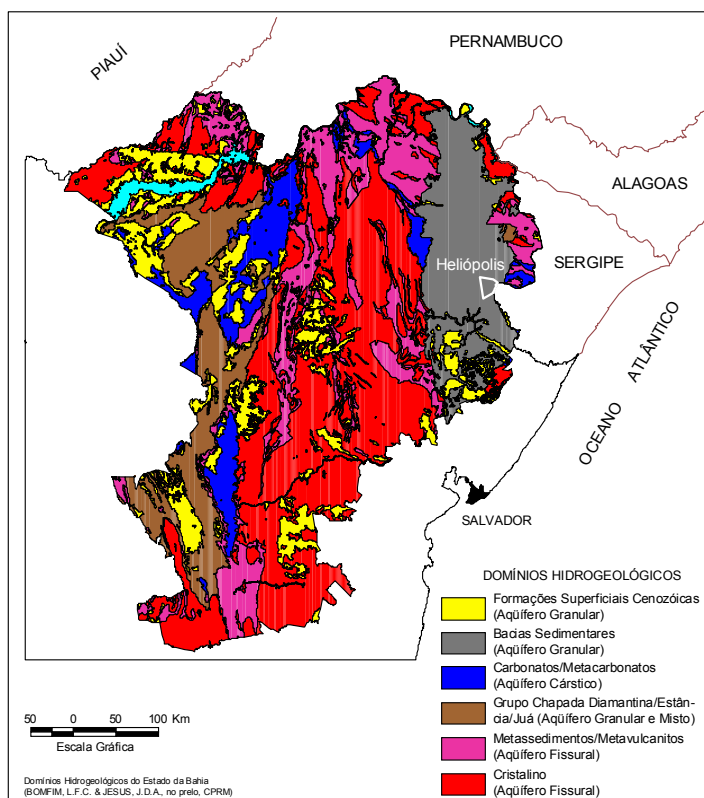 PERNAMBUCO
PIAUÍ
ALAGOAS
SERGIPE
Heliópolis
OCEANO ATLÂNTICO
SALVADOR
DOMÍNIOS HIDROGEOLÓGICOS
Formações Superficiais Cenozóicas
(Aqüífero Granular)
Bacias Sedimentares
(Aqüífero Granular)
Carbonatos/Metacarbonatos
(Aqüífero Cárstico)
Grupo Chapada Diamantina/Estân-
cia/Juá (Aqüífero Granular e Misto)
Metassedimentos/Metavulcanitos
(Aqüífero Fissural)
Cristalino
(Aqüífero Fissural)
50 0 50 100 Km
Escala Gráfica
Domínios Hidrogeológicos do Estado da Bahia
(BOMFIM, L.F.C. & JESUS, J.D.A., no prelo, CPRM)